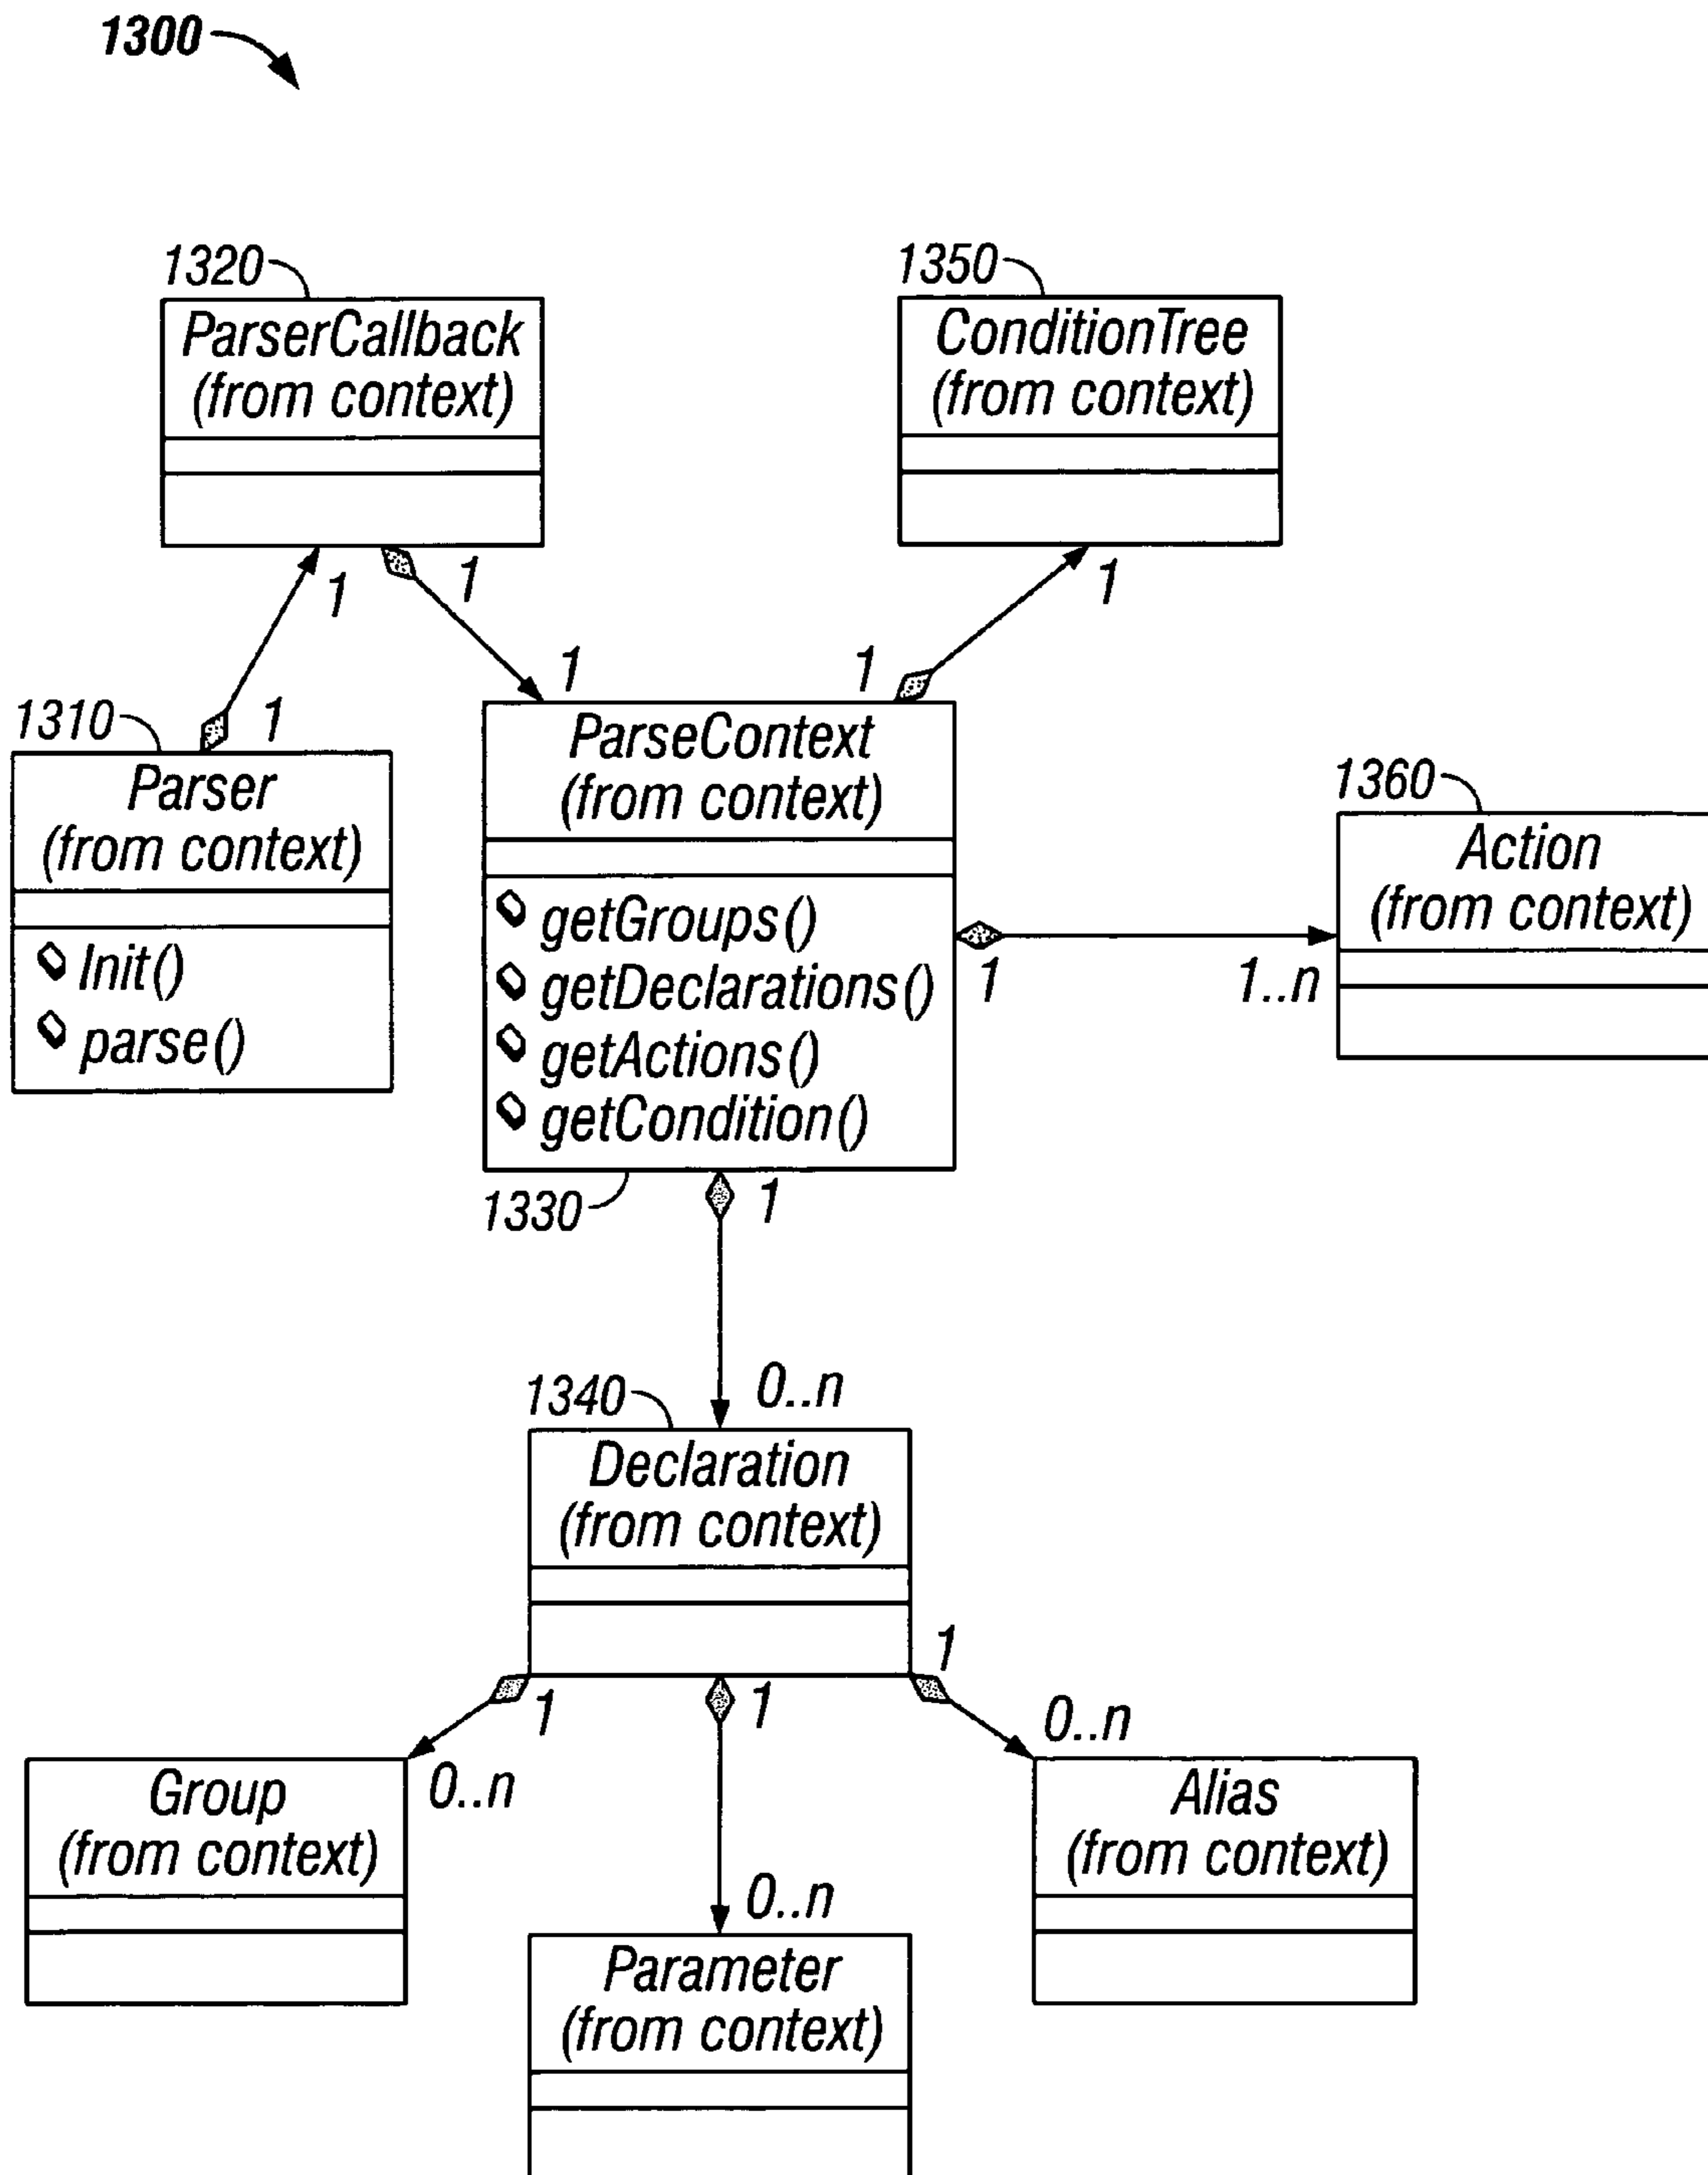 1300
1320
ParserCallback
(from context)
1350
ConditionTree
(from context)
1
1
1
1
1
1310
1
Parser
(from context)
Init()
parse()
ParseContext
(from context)
getGroups()
getDeclarations()
getActions()
getCondition()
1330
1360
Action
(from context)
1
1..n
1
0..n
1340
Declaration
(from context)
1
1
1
0..n
0..n
0..n
Group
(from context)
Alias
(from context)
Parameter
(from context)